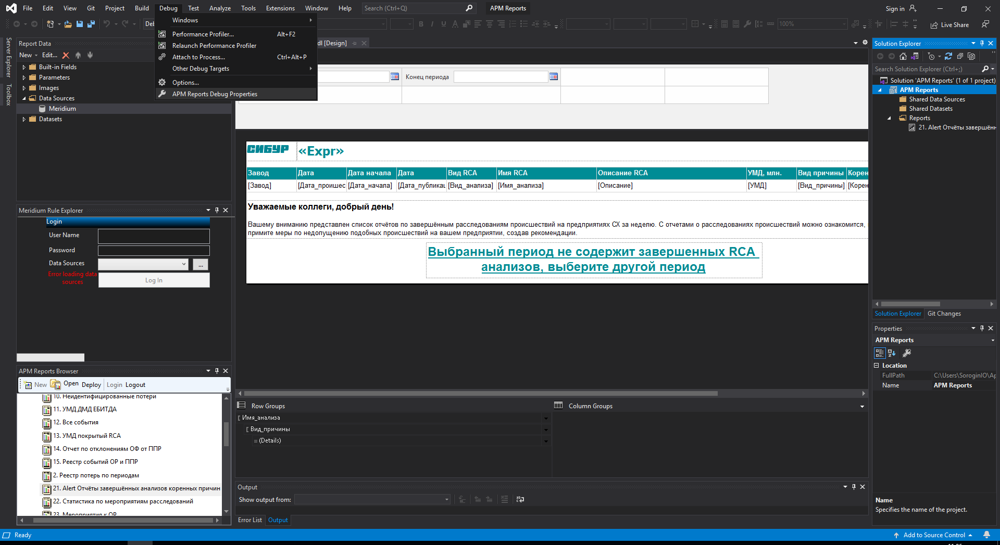 File Edit View Git Project Build Debug Test Analyze Tools Extensions Window Help Search (Ctrl+Q) APM Reports Sign in
100% Live Share
Windows
Performance Profiler... Alt+F2
Relaunch Performance Profiler
Attach to Process... Ctrl+Alt+P
Other Debug Targets
Options...
APM Reports Debug Properties
Server Explorer
Toolbox
Report Data
New Edit...
Built-in Fields
Parameters
Images
Data Sources
Meridium
Datasets
Meridium Rule Explorer
Login
User Name
Password
Data Sources
...
Error loading data
sources
Log In
APM Reports Browser
New Open Deploy Login Logout
10. Неидентифицированные потери
11. УМД ДМД ЕБИТДА
12. Все события
13. УМД покрытый RCA
14. Отчет по отклонениям ОФ от ППР
15. Реестр событий ОР и ППР
2. Реестр потерь по периодам
21. Alert Отчёты завершённых анализов коренных причин
22. Статистика по мероприятиям расследований
23. Мероприятия к ОР
dl [Design]
Конец периода
СИБУР «Expr»
Завод Дата Дата начала Дата Вид RCA Имя RCA Описание RCA УМД, млн. Вид причины Корен
[Завод] [Дата_происшес [Дата_начала] [Дата_публикац [Вид_анализа] [Имя_анализа] [Описание] [УМД] [Вид_причины] [Корен
Уважаемые коллеги, добрый день!
Вашему вниманию представлен список отчётов по завершённым расследованиям происшествий на предприятиях СХ за неделю. С отчетами о расследованиях происшествий можно ознакомится,
примите меры по недопущению подобных происшествий на вашем предприятии, создав рекомендации.
Выбранный период не содержит завершенных RCA
анализов, выберите другой период
Row Groups Column Groups
[ Имя_анализа
[ Вид_причины
(Details)
Output
Show output from:
Error List Output
Solution Explorer
Search Solution Explorer (Ctrl+;)
Solution 'APM Reports' (1 of 1 project)
APM Reports
Shared Data Sources
Shared Datasets
Reports
21. Alert Отчёты завершённ
Solution Explorer Git Changes
Properties
APM Reports
Location
FullPath C:\Users\SoroginIO\Ap
Name APM Reports
Name
Specifies the name of the project.
Ready Add to Source Control